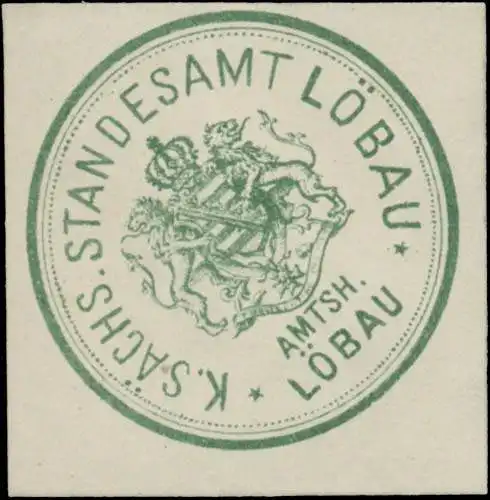 K. SÄCHS. STANDESAMT LÖBAU
AMTSH.
LÖBAU